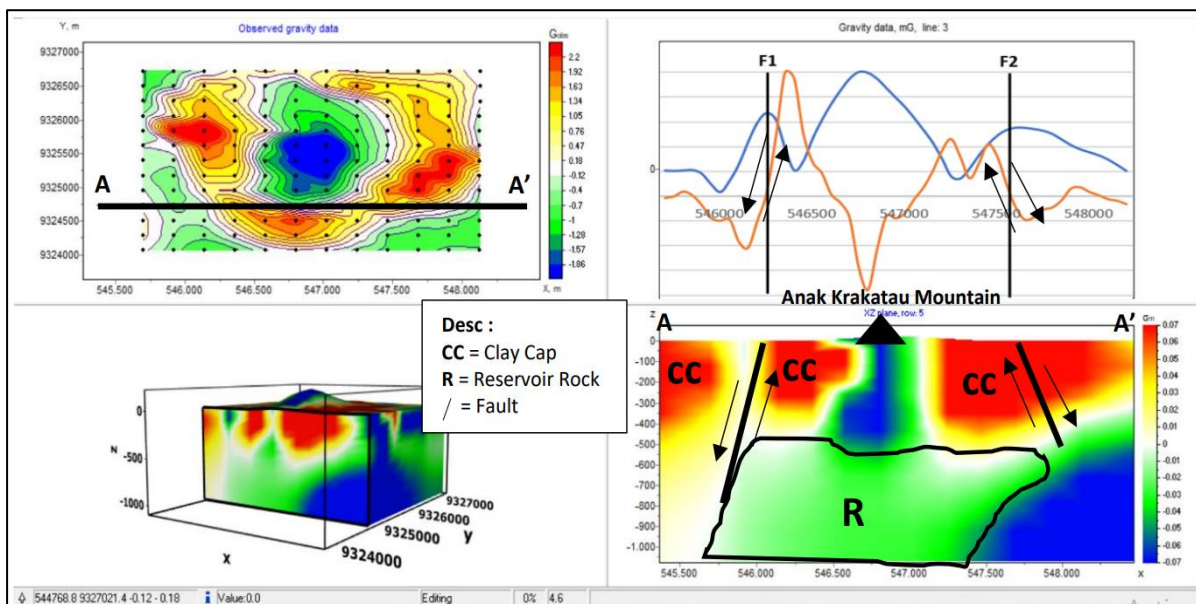 Y, m
Observed gravity data
Gобм
9327000
9326500
9326000
9325500
9325000
9324500
9324000
A
A'
2.2
1.92
1.63
1.34
1.05
0.76
0.47
0.18
-0.12
-0.41
-0.7
-1
-1.28
-1.57
-1.86
545.500
546.000
546.500
547.000
547.500
548.000
X, m
Gravity data, mG, line: 3
F1
F2
0
546000
546500
547000
547500
548000
Desc :
CC = Clay Cap
R = Reservoir Rock
/ = Fault
0
-500
-1000
N
x
y
9324000
9325000
9326000
9327000
Anak Krakatau Mountain
XZ plane, row: 5
A
A'
z
0
-100
-200
-300
-400
-500
-600
-700
-800
-900
-1.000
CC
CC
CC
R
0.07
0.06
0.05
0.04
0.03
0.02
0.01
0
-0.01
-0.02
-0.03
-0.04
-0.05
-0.06
-0.07
545.500
546.000
546.500
547.000
547.500
548.000
x
544768.8 9327021.4 -0.12 - 0.18
Value:0.0
Editing
0%
4.6